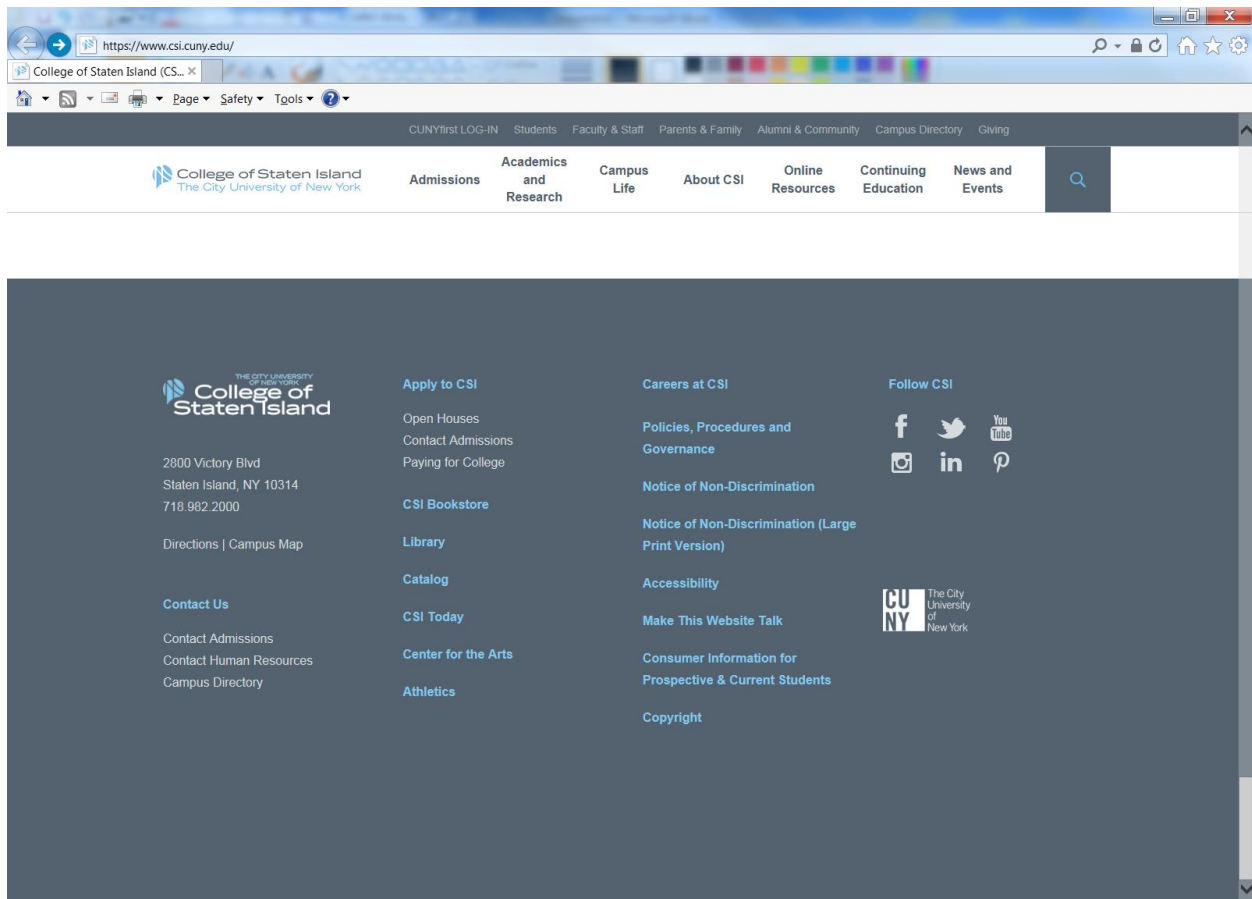 https://www.csi.cuny.edu/
College of Staten Island (CS...
Page Safety Tools
CUNYfirst LOG-IN Students Faculty & Staff Parents & Family Alumni & Community Campus Directory Giving
College of Staten Island
The City University of New York
Admissions
Academics
and
Research
Campus
Life
About CSI
Online
Resources
Continuing
Education
News and
Events
THE CITY UNIVERSITY
OF NEW YORK
College of
Staten Island
2800 Victory Blvd
Staten Island, NY 10314
718.982.2000
Directions | Campus Map
Contact Us
Contact Admissions
Contact Human Resources
Campus Directory
Apply to CSI
Open Houses
Contact Admissions
Paying for College
CSI Bookstore
Library
Catalog
CSI Today
Center for the Arts
Athletics
Careers at CSI
Policies, Procedures and
Governance
Notice of Non-Discrimination
Notice of Non-Discrimination (Large
Print Version)
Accessibility
Make This Website Talk
Consumer Information for
Prospective & Current Students
Copyright
Follow CSI
You
Tube
CU
NY
The City
University
of
New York